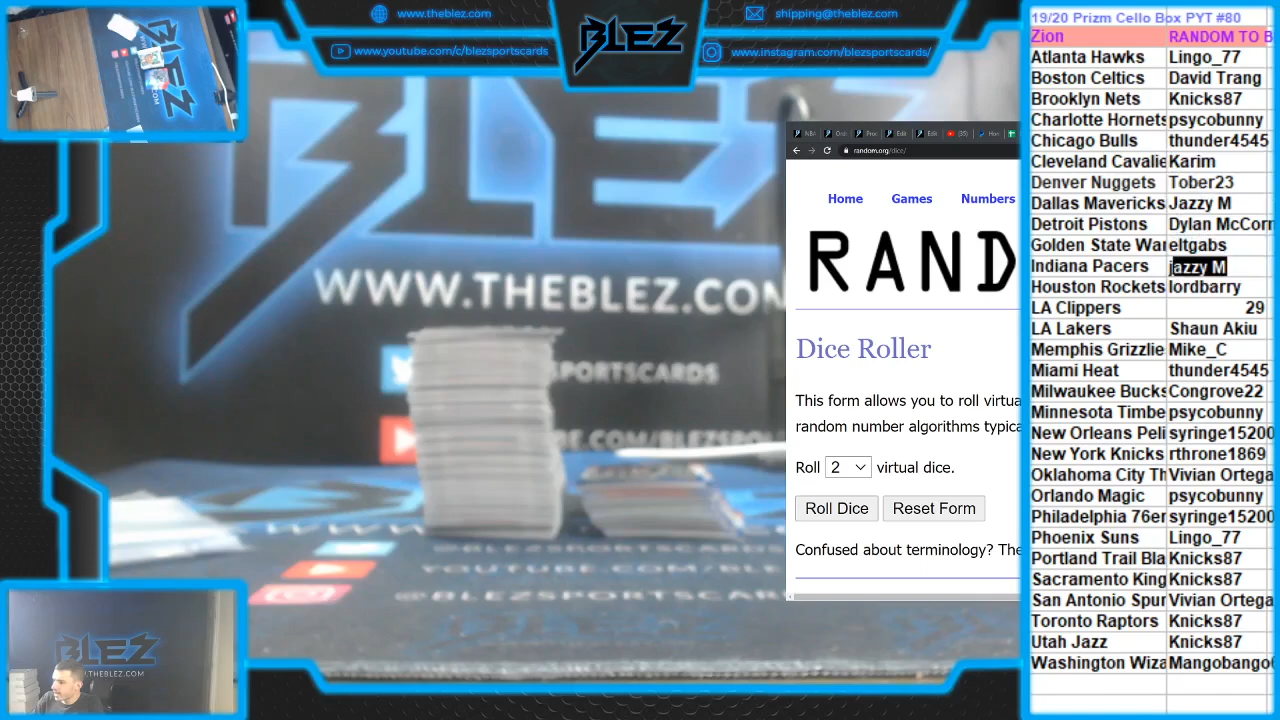 www.theblez.com
www.youtube.com/c/blezsportscards
BLEZ
shipping@theblez.com
www.instagram.com/blezsportscards/
BLEZ
WWW.THEBLEZ.COM
random.org/dice/
Home Games Numbers
RAND
Dice Roller
This form allows you to roll virtua
random number algorithms typica
Roll 2 virtual dice.
Roll Dice Reset Form
Confused about terminology? The
@BLEZSPORTSCARDS
BLEZ
19/20 Prizm Cello Box PYT #80
Zion RANDOM TO B
Atlanta Hawks Lingo_77
Boston Celtics David Trang
Brooklyn Nets Knicks87
Charlotte Hornets psycobunny
Chicago Bulls thunder4545
Cleveland Cavalie Karim
Denver Nuggets Tober23
Dallas Mavericks Jazzy M
Detroit Pistons Dylan McCorn
Golden State War eltgabs
Indiana Pacers jazzy M
Houston Rockets lordbarry
LA Clippers 29
LA Lakers Shaun Akiu
Memphis Grizzlie Mike_C
Miami Heat thunder4545
Milwaukee Bucks Congrove22
Minnesota Timbe psycobunny
New Orleans Peli syringe15200
New York Knicks rthrone1869
Oklahoma City Th Vivian Ortega
Orlando Magic psycobunny
Philadelphia 76er syringe15200
Phoenix Suns Lingo_77
Portland Trail Bla Knicks87
Sacramento King Knicks87
San Antonio Spur Vivian Ortega
Toronto Raptors Knicks87
Utah Jazz Knicks87
Washington Wiza Mangobango